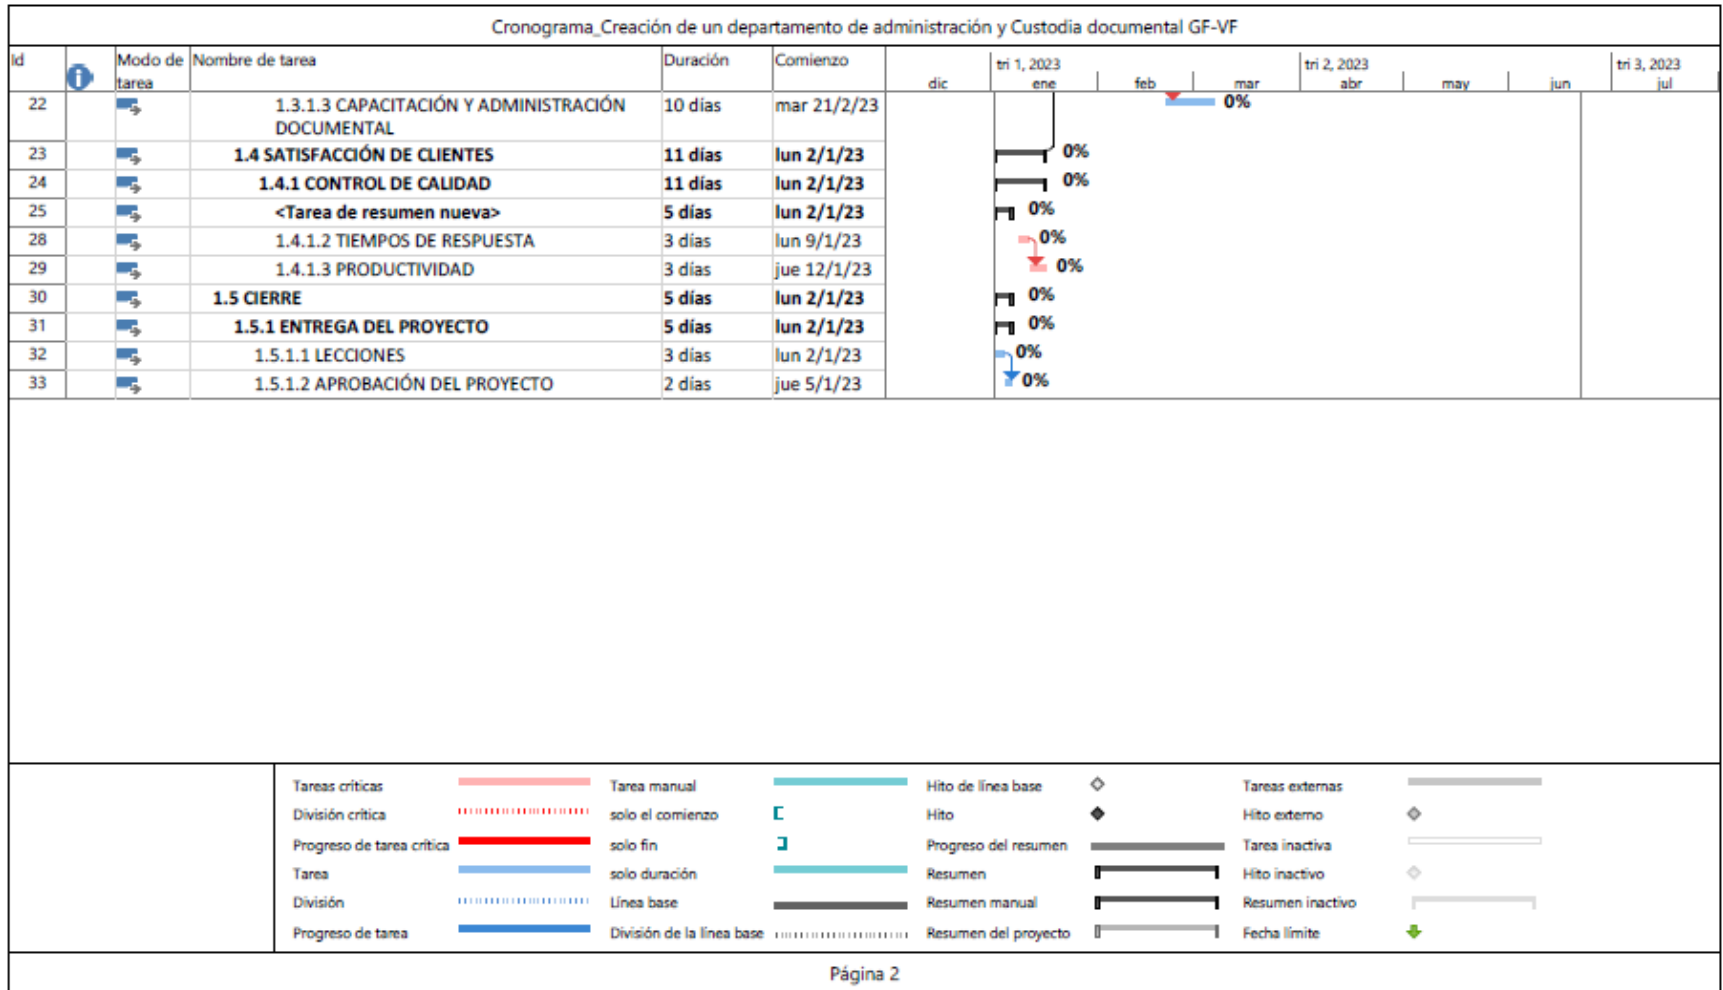 Cronograma_Creación de un departamento de administración y Custodia documental GF-VF
Id Modo de tarea Nombre de tarea Duración Comienzo
tri 1, 2023 tri 2, 2023 tri 3, 2023
dic ene feb mar abr may jun jul
22 1.3.1.3 CAPACITACIÓN Y ADMINISTRACIÓN DOCUMENTAL 10 días mar 21/2/23 0%
23 1.4 SATISFACCIÓN DE CLIENTES 11 días lun 2/1/23 0%
24 1.4.1 CONTROL DE CALIDAD 11 días lun 2/1/23 0%
25 <Tarea de resumen nueva> 5 días lun 2/1/23 0%
28 1.4.1.2 TIEMPOS DE RESPUESTA 3 días lun 9/1/23 0%
29 1.4.1.3 PRODUCTIVIDAD 3 días jue 12/1/23 0%
30 1.5 CIERRE 5 días lun 2/1/23 0%
31 1.5.1 ENTREGA DEL PROYECTO 5 días lun 2/1/23 0%
32 1.5.1.1 LECCIONES 3 días lun 2/1/23 0%
33 1.5.1.2 APROBACIÓN DEL PROYECTO 2 días jue 5/1/23 0%
Tareas críticas Tarea manual Hito de línea base Tareas externas
División crítica solo el comienzo Hito Hito externo
Progreso de tarea crítica solo fin Progreso del resumen Tarea inactiva
Tarea solo duración Resumen Hito inactivo
División Línea base Resumen manual Resumen inactivo
Progreso de tarea División de la línea base Resumen del proyecto Fecha límite
Página 2